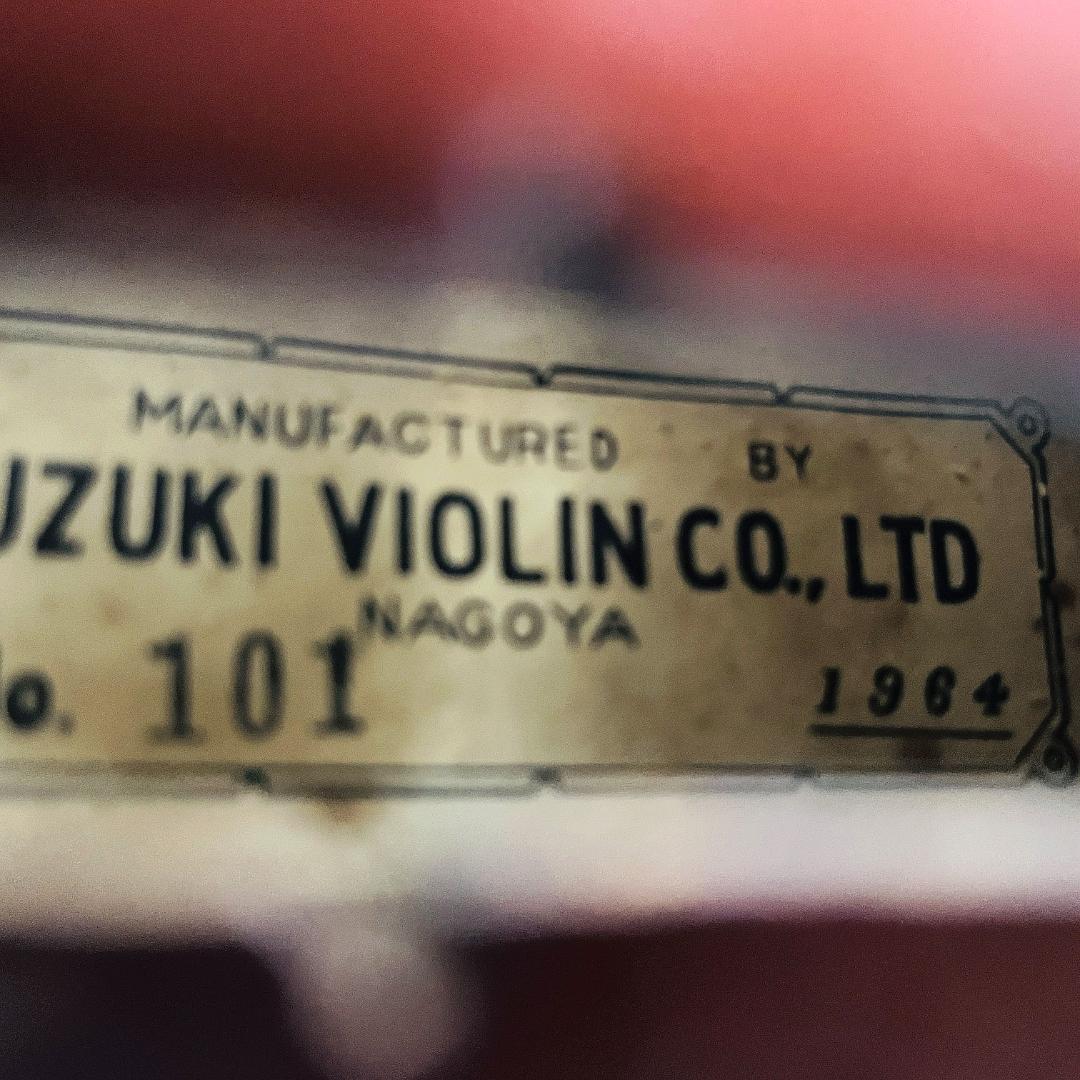 MANUFACTURED BY
UZUKI VIOLIN CO., LTD
NAGOYA
o. 101
1964